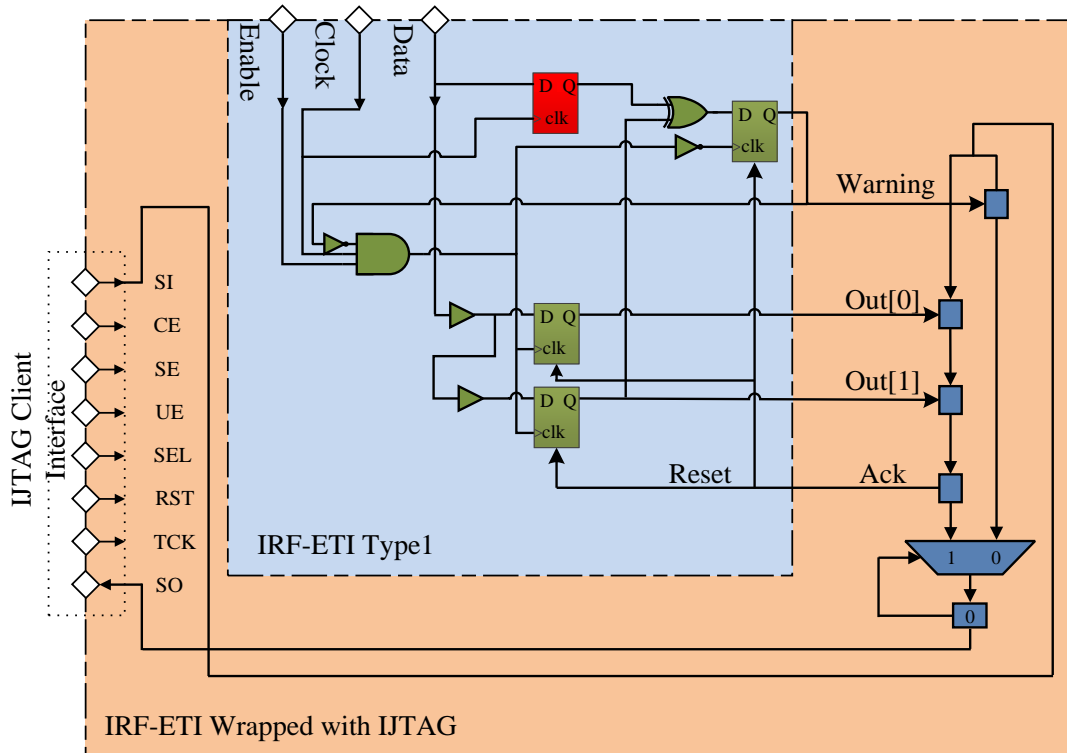 Enable
Clock
Data
D Q
clk
D Q
clk
Warning
SI
CE
SE
UE
SEL
RST
TCK
SO
IJTAG Client
Interface
D Q
clk
Out[0]
D Q
clk
Out[1]
Reset
Ack
1 0
0
IRF-ETI Type1
IRF-ETI Wrapped with IJTAG